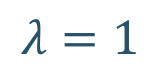 λ = 1